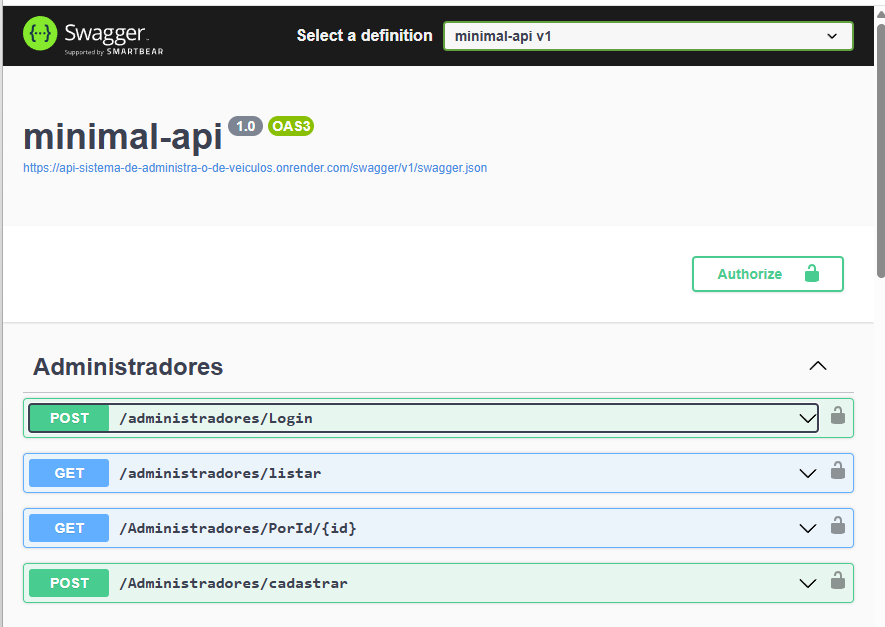 Swagger
Supported by SMARTBEAR
Select a definition
minimal-api v1
minimal-api 1.0 OAS3
https://api-sistema-de-administra-o-de-veiculos.onrender.com/swagger/v1/swagger.json
Authorize
Administradores
POST /administradores/Login
GET /administradores/listar
GET /Administradores/PorId/{id}
POST /Administradores/cadastrar